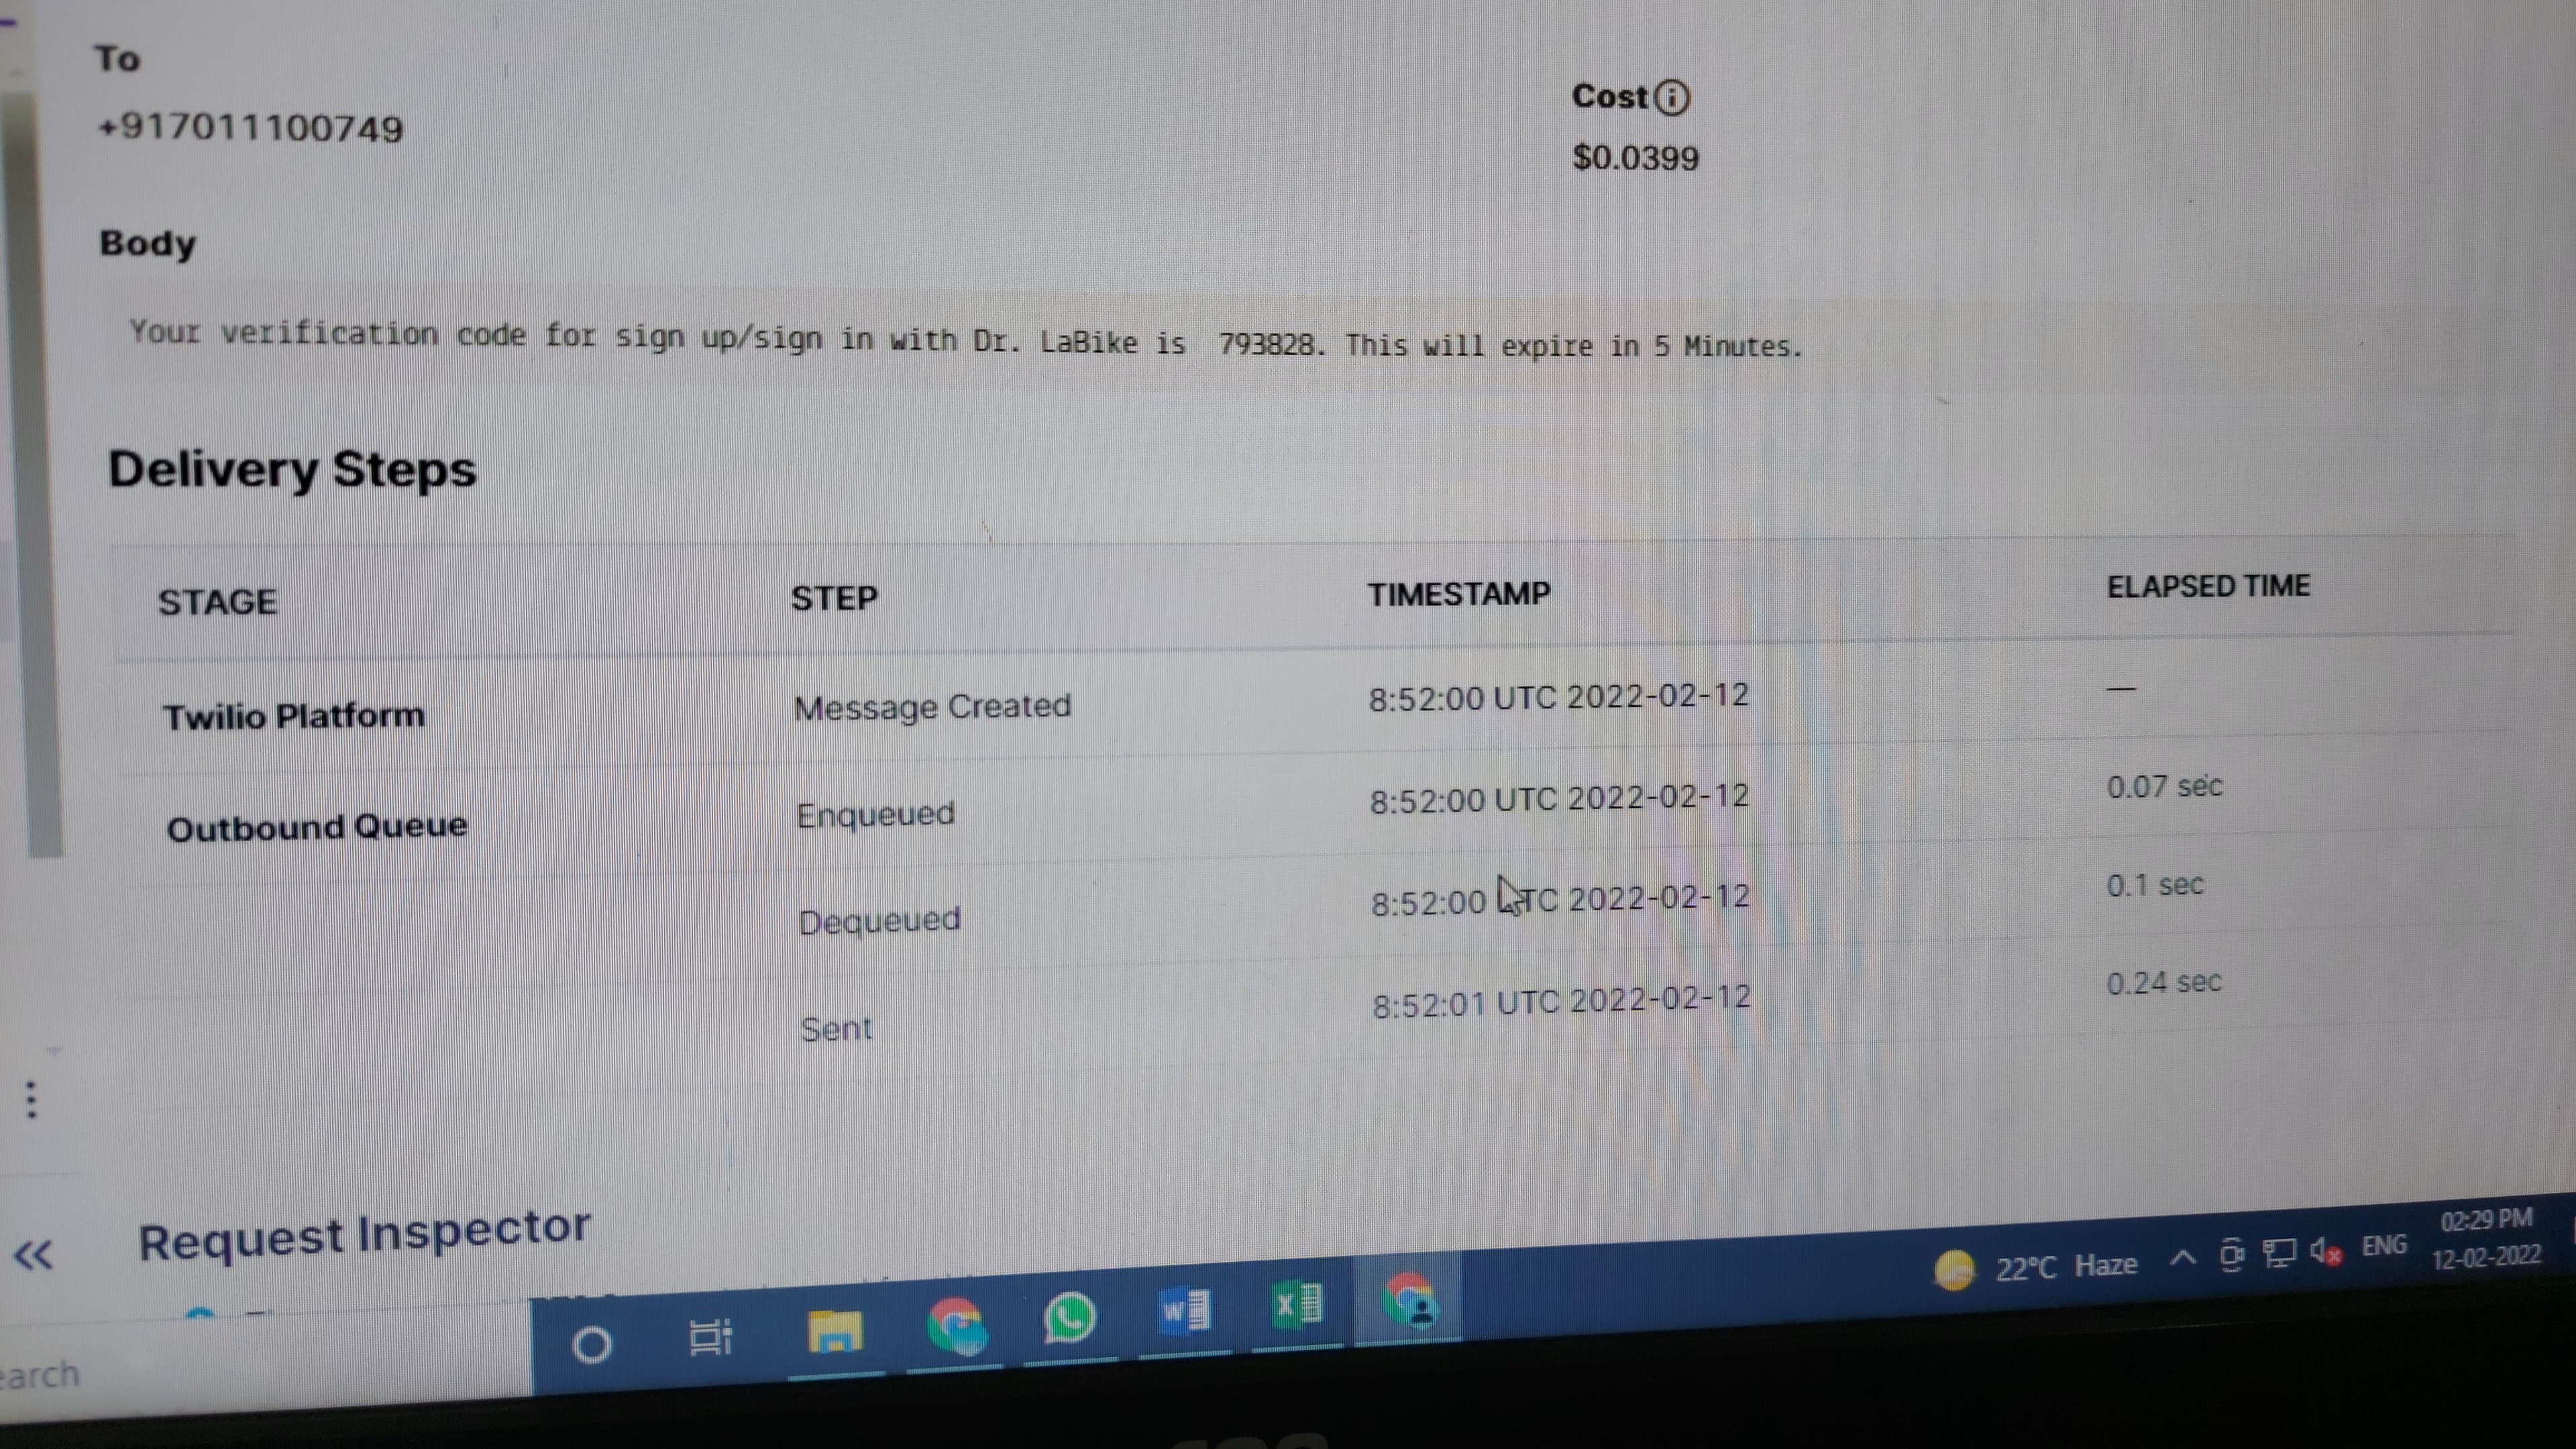 To
+917011100749
Cost
$0.0399
Body
Your verification code for sign up/sign in with Dr. LaBike is  793828. This will expire in 5 Minutes.
Delivery Steps
STAGE STEP TIMESTAMP ELAPSED TIME
Twilio Platform Message Created 8:52:00 UTC 2022-02-12 —
Outbound Queue Enqueued 8:52:00 UTC 2022-02-12 0.07 sec
Dequeued 8:52:00 UTC 2022-02-12 0.1 sec
Sent 8:52:01 UTC 2022-02-12 0.24 sec
Request Inspector
earch
22°C Haze ENG 02:29 PM
12-02-2022